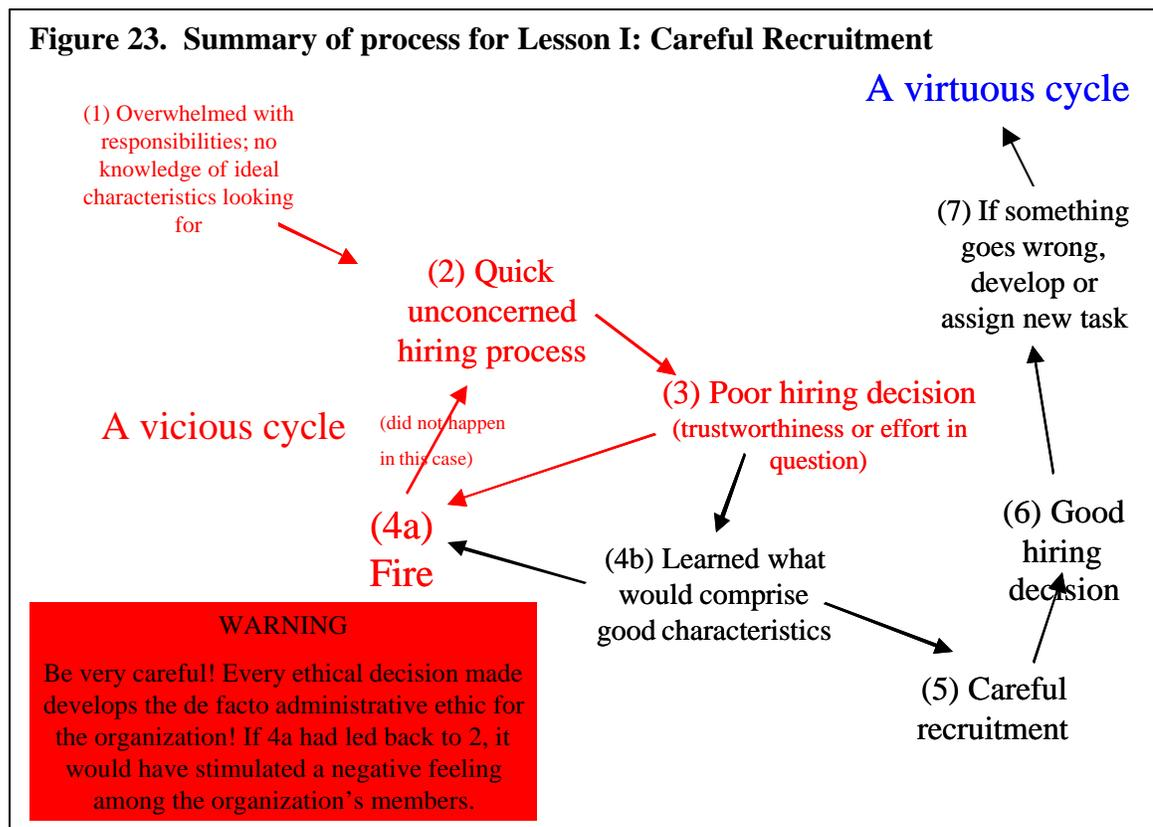 Figure 23.  Summary of process for Lesson I: Careful Recruitment
A virtuous cycle
(1) Overwhelmed with
responsibilities; no
knowledge of ideal
characteristics looking
for
(7) If something
goes wrong,
develop or
assign new task
(2) Quick
unconcerned
hiring process
(3) Poor hiring decision
(trustworthiness or effort in
question)
A vicious cycle
(did not happen
in this case)
(4a)
Fire
(6) Good
hiring
decision
(4b) Learned what
would comprise
good characteristics
(5) Careful
recruitment
WARNING
Be very careful! Every ethical decision made
develops the de facto administrative ethic for
the organization! If 4a had led back to 2, it
would have stimulated a negative feeling
among the organization’s members.